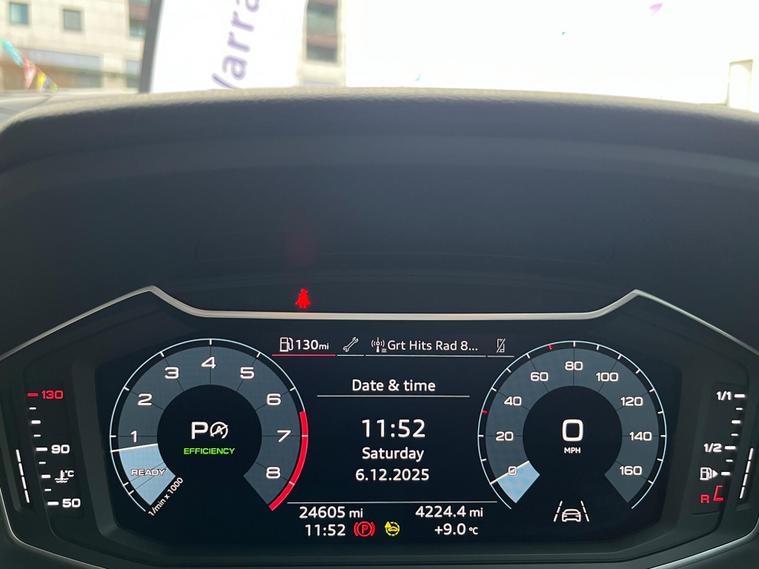 Warra
130mi
Grt Hits Rad 8...
Date & time
11:52
Saturday
6.12.2025
24605 mi
4224.4 mi
11:52
+9.0 °C
P
EFFICIENCY
READY
1/min x 1000
1
2
3
4
5
6
7
8
0
MPH
0
20
40
60
80
100
120
140
160
130
90
°C
50
1/1
1/2
R